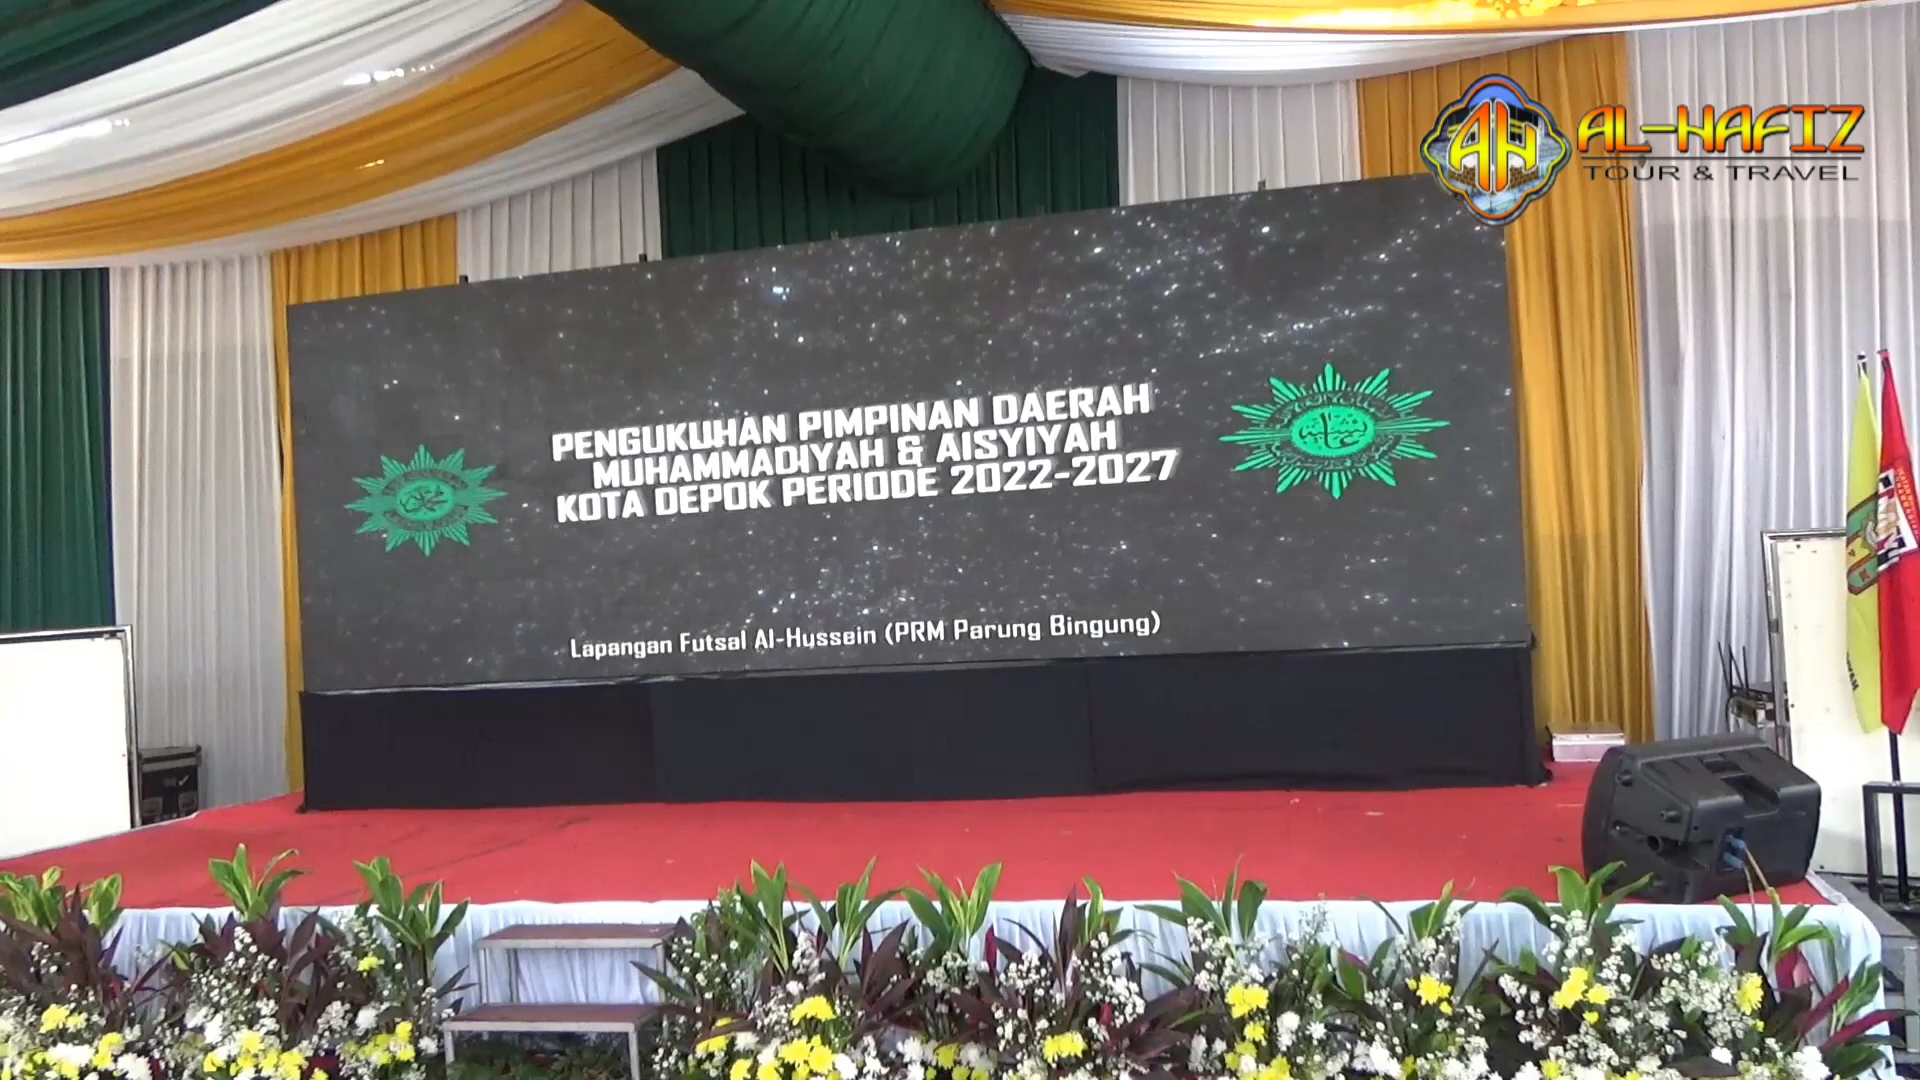 AL-HAFIZ
TOUR & TRAVEL
AH
PENGUKUHAN PIMPINAN DAERAH
MUHAMMADIYAH & AISYIYAH
KOTA DEPOK PERIODE 2022-2027
Lapangan Futsal Al-Hussein (PRM Parung Bingung)